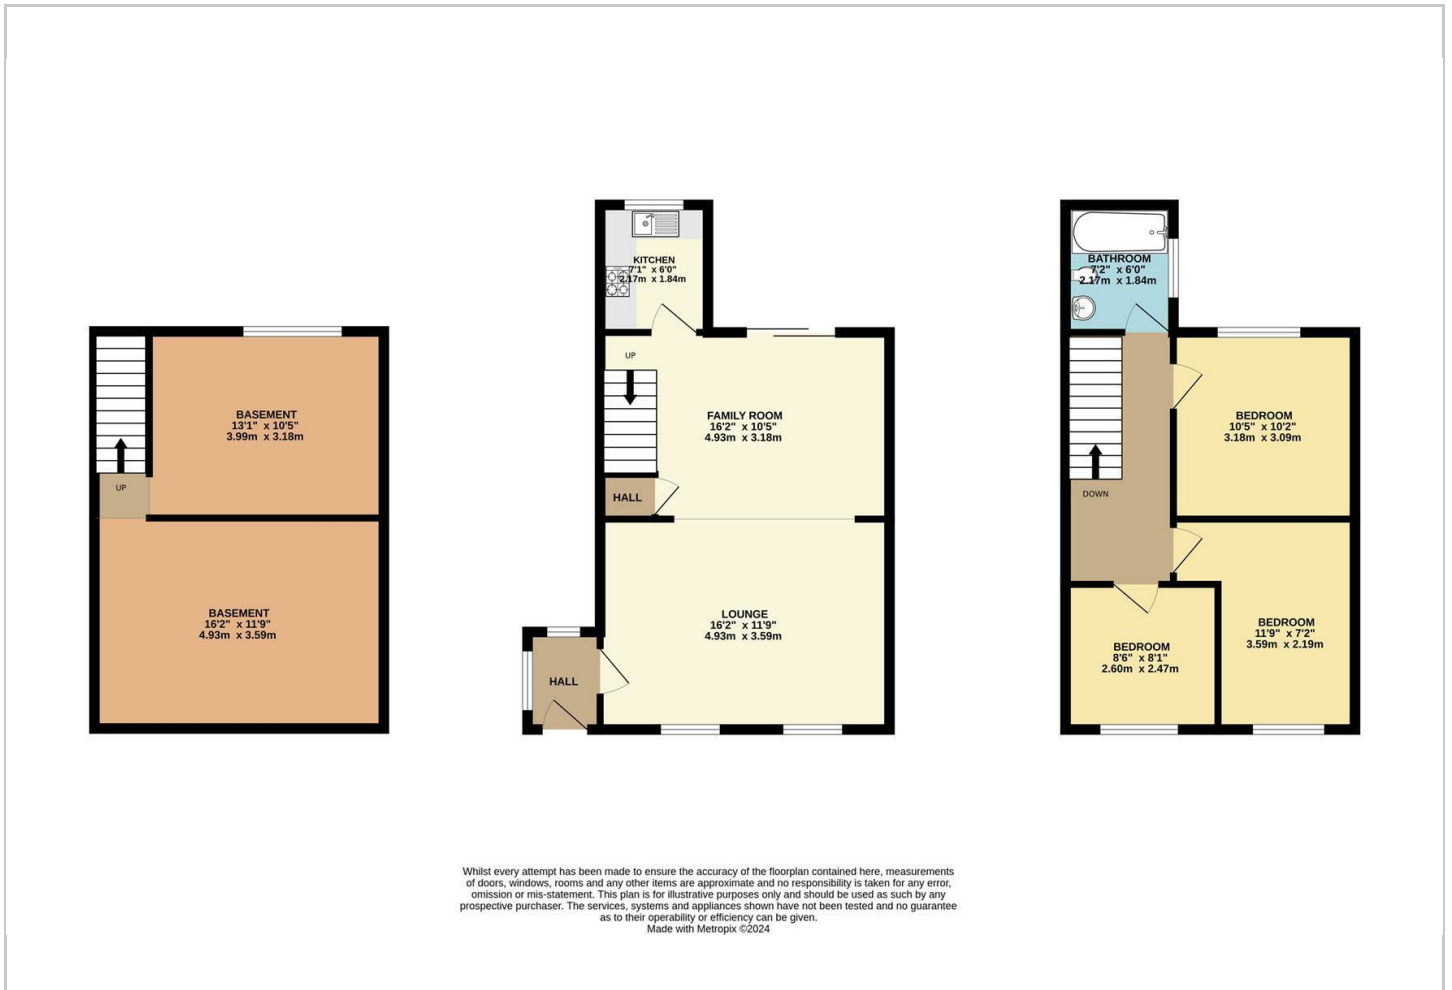 BASEMENT
13'1" x 10'5"
3.99m x 3.18m
UP
BASEMENT
16'2" x 11'9"
4.93m x 3.59m
KITCHEN
7'1" x 6'0"
2.17m x 1.84m
UP
FAMILY ROOM
16'2" x 10'5"
4.93m x 3.18m
HALL
LOUNGE
16'2" x 11'9"
4.93m x 3.59m
HALL
BATHROOM
7'2" x 6'0"
2.17m x 1.84m
BEDROOM
10'5" x 10'2"
3.18m x 3.09m
DOWN
BEDROOM
11'9" x 7'2"
3.59m x 2.19m
BEDROOM
8'6" x 8'1"
2.60m x 2.47m
Whilst every attempt has been made to ensure the accuracy of the floorplan contained here, measurements
of doors, windows, rooms and any other items are approximate and no responsibility is taken for any error,
omission or mis-statement. This plan is for illustrative purposes only and should be used as such by any
prospective purchaser. The services, systems and appliances shown have not been tested and no guarantee
as to their operability or efficiency can be given.
Made with Metropix ©2024